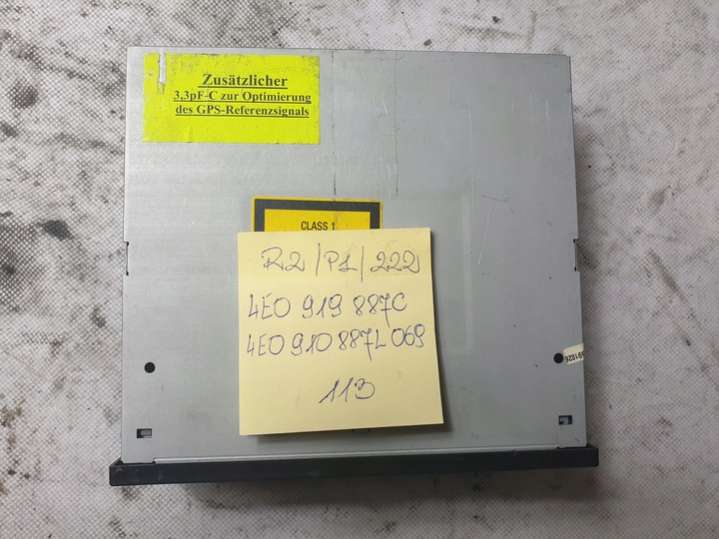 Zusätzlicher
3,3pF-C zur Optimierung
des GPS-Referenzsignals
CLASS 1
R2/P1/222
4E0 919 887C
4E0 910 887L 069
113